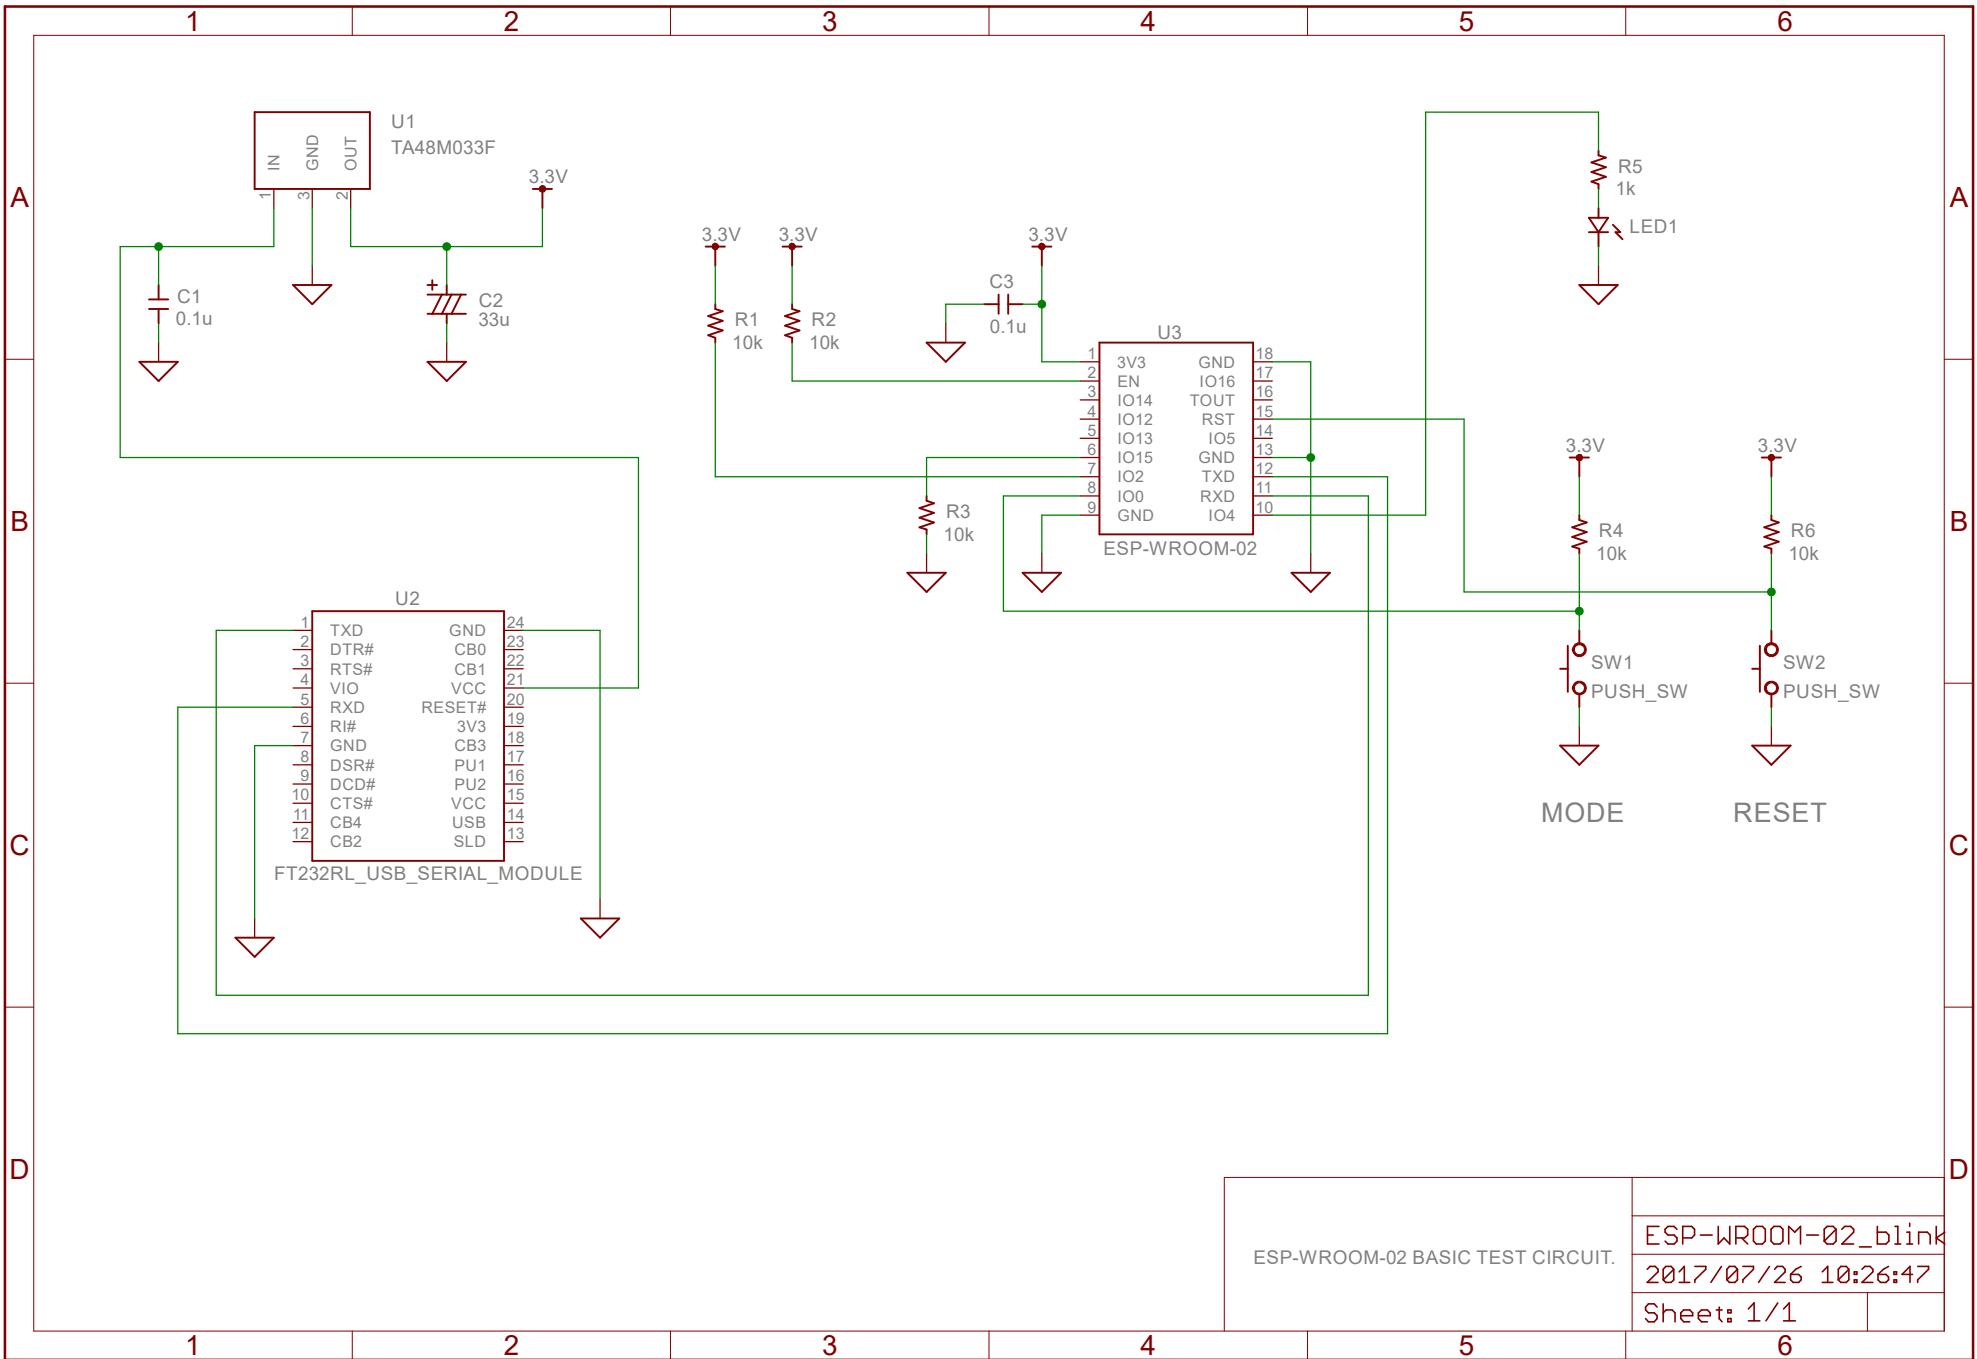 1 2 3 4 5 6
A A
B B
C C
D D
U1
TA48M033F
IN GND OUT
1 3 2
3.3V
C1
0.1u
C2
33u
3.3V 3.3V 3.3V
R1
10k
R2
10k
C3
0.1u
R3
10k
U3
1 3V3 GND 18
2 EN IO16 17
3 IO14 TOUT 16
4 IO12 RST 15
5 IO13 IO5 14
6 IO15 GND 13
7 IO2 TXD 12
8 IO0 RXD 11
9 GND IO4 10
ESP-WROOM-02
R5
1k
LED1
3.3V 3.3V
R4
10k
R6
10k
SW1
PUSH_SW
SW2
PUSH_SW
MODE RESET
U2
1 TXD GND 24
2 DTR# CB0 23
3 RTS# CB1 22
4 VIO VCC 21
5 RXD RESET# 20
6 RI# 3V3 19
7 GND CB3 18
8 DSR# PU1 17
9 DCD# PU2 16
10 CTS# VCC 15
11 CB4 USB 14
12 CB2 SLD 13
FT232RL_USB_SERIAL_MODULE
ESP-WROOM-02 BASIC TEST CIRCUIT.
ESP-WROOM-02_blink
2017/07/26 10:26:47
Sheet: 1/1
1 2 3 4 5 6